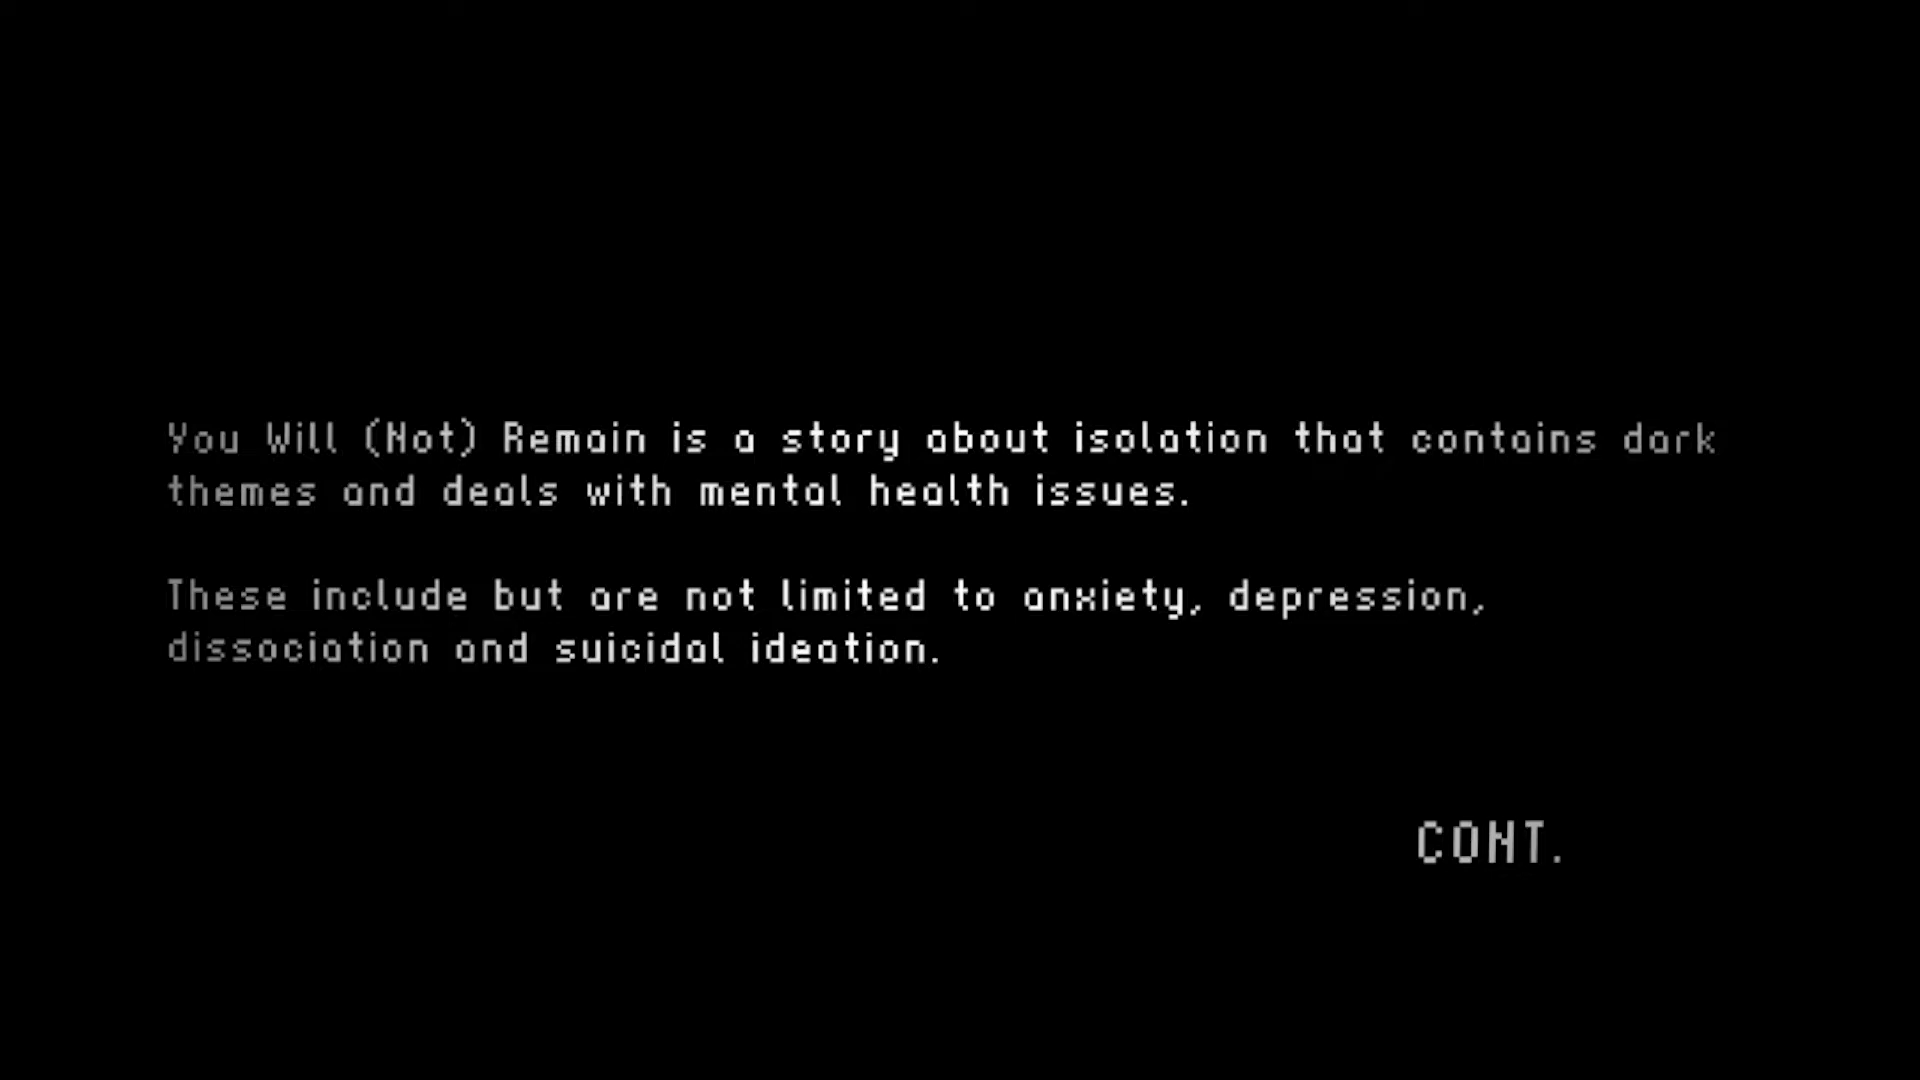 You Will (Not) Remain is a story about isolation that contains dark
themes and deals with mental health issues.
These include but are not limited to anxiety, depression,
dissociation and suicidal ideation.
CONT.